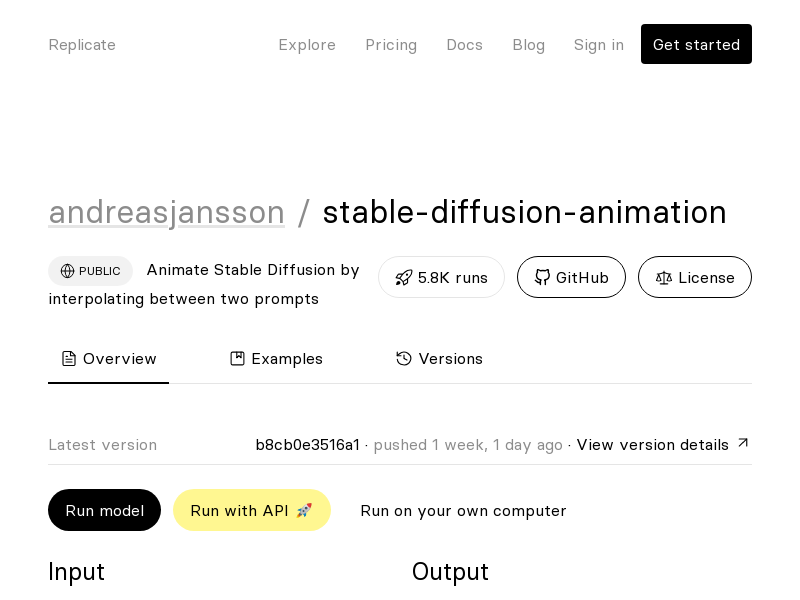 Replicate Explore Pricing Docs Blog Sign in Get started
andreasjansson / stable-diffusion-animation
PUBLIC Animate Stable Diffusion by
interpolating between two prompts
5.8K runs GitHub License
Overview Examples Versions
Latest version b8cb0e3516a1 · pushed 1 week, 1 day ago · View version details
Run model Run with API 🚀 Run on your own computer
Input Output